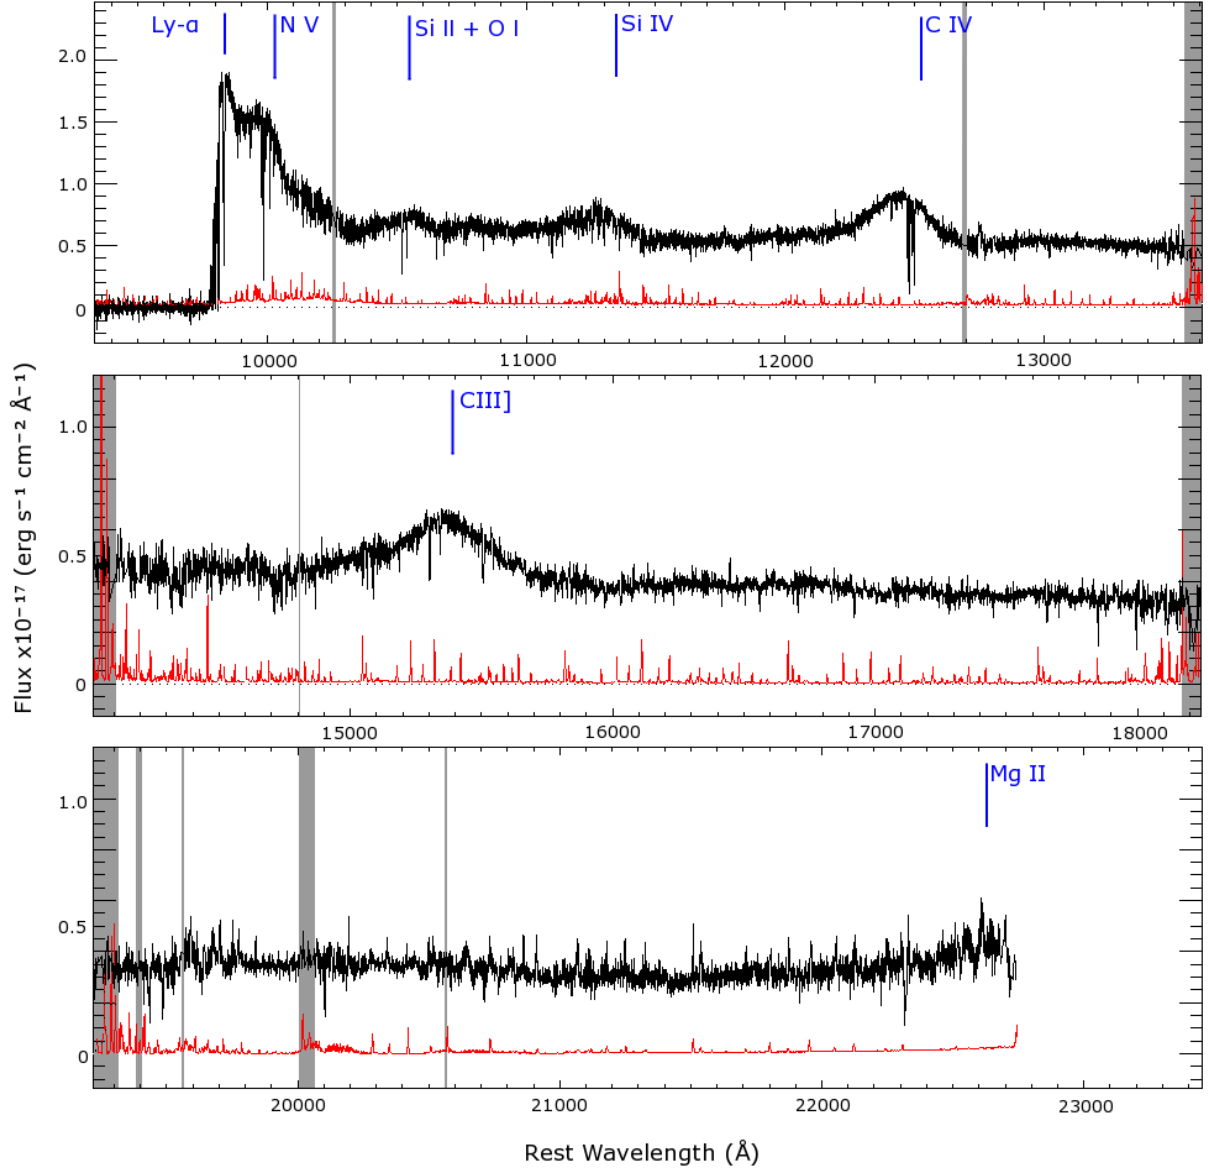 Ly-α
N V
Si II + O I
Si IV
C IV
2.0
1.5
1.0
0.5
0
10000
11000
12000
13000
CIII]
1.0
0.5
0
15000
16000
17000
18000
Flux x10⁻¹⁷ (erg s⁻¹ cm⁻² Å⁻¹)
Mg II
1.0
0.5
0
20000
21000
22000
23000
Rest Wavelength (Å)